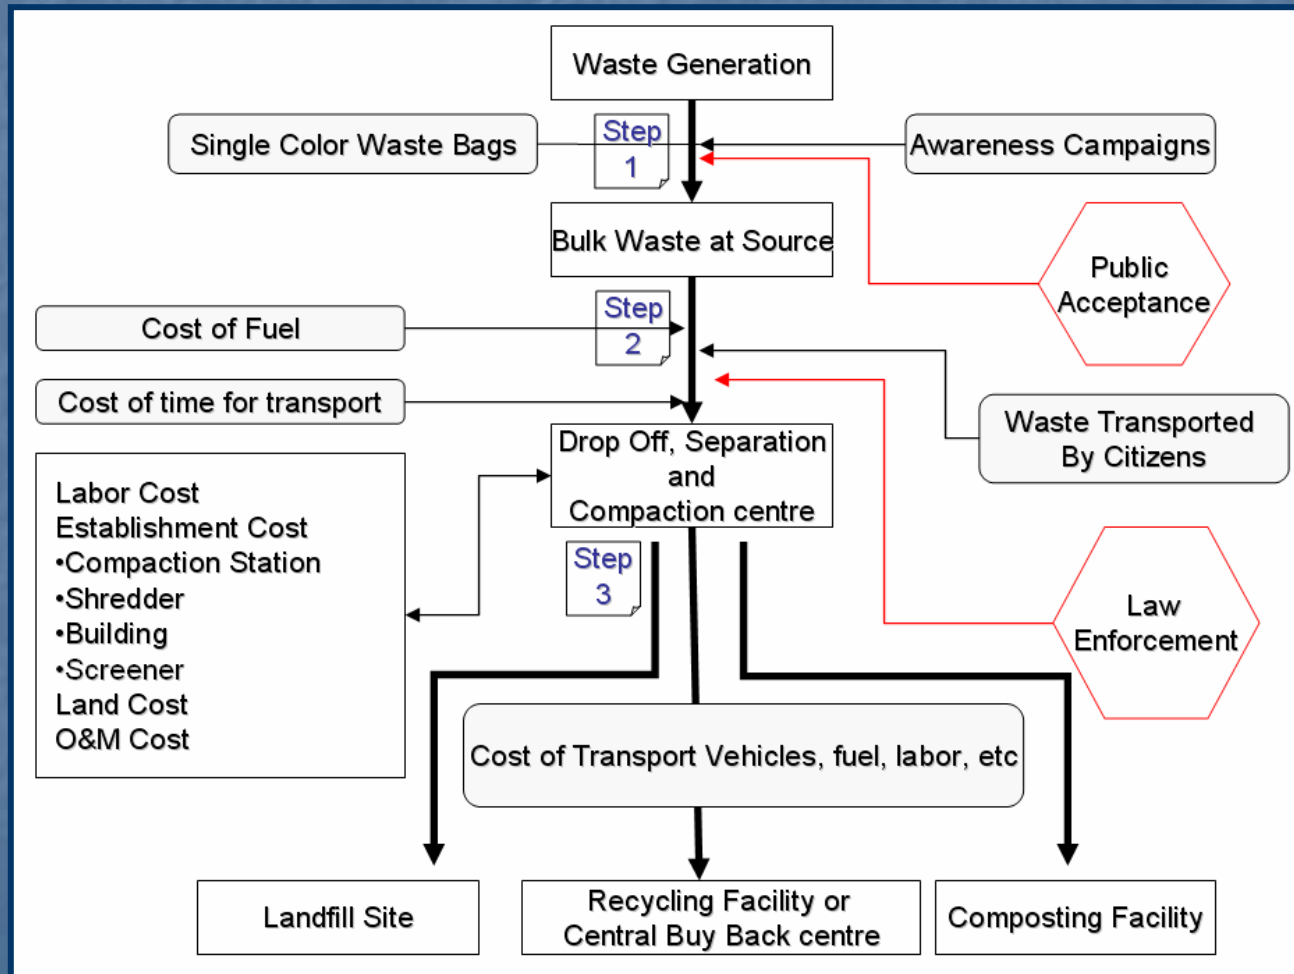 Waste Generation
Single Color Waste Bags
Step
1
Awareness Campaigns
Bulk Waste at Source
Public
Acceptance
Cost of Fuel
Step
2
Cost of time for transport
Waste Transported
By Citizens
Drop Off, Separation
and
Compaction centre
Labor Cost
Establishment Cost
•Compaction Station
•Shredder
•Building
•Screener
Land Cost
O&M Cost
Step
3
Law
Enforcement
Cost of Transport Vehicles, fuel, labor, etc
Landfill Site
Recycling Facility or
Central Buy Back centre
Composting Facility